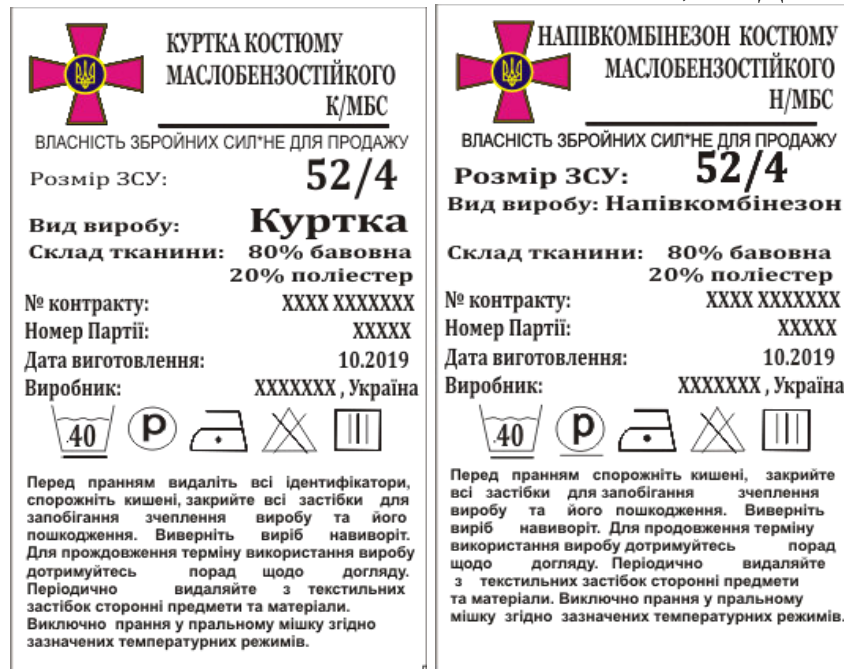 КУРТКА КОСТЮМУ
МАСЛОБЕНЗОСТІЙКОГО
К/МБС
ВЛАСНІСТЬ ЗБРОЙНИХ СИЛ*НЕ ДЛЯ ПРОДАЖУ
Розмір ЗСУ: 52/4
Вид виробу: Куртка
Склад тканини: 80% бавовна
20% поліестер
№ контракту: XXXX XXXXXXX
Номер Партії: XXXXX
Дата виготовлення: 10.2019
Виробник: XXXXXXX , Україна
40 P
Перед пранням видаліть всі ідентифікатори,
спорожніть кишені, закрийте всі застібки для
запобігання зчеплення виробу та його
пошкодження. Виверніть виріб навиворіт.
Для прождовження терміну використання виробу
дотримуйтесь порад щодо догляду.
Періодично видаляйте з текстильних
застібок сторонні предмети та матеріали.
Виключно прання у пральному мішку згідно
зазначених температурних режимів.
НАПІВКОМБІНЕЗОН КОСТЮМУ
МАСЛОБЕНЗОСТІЙКОГО
Н/МБС
ВЛАСНІСТЬ ЗБРОЙНИХ СИЛ*НЕ ДЛЯ ПРОДАЖУ
Розмір ЗСУ: 52/4
Вид виробу: Напівкомбінезон
Склад тканини: 80% бавовна
20% поліестер
№ контракту: XXXX XXXXXXX
Номер Партії: XXXXX
Дата виготовлення: 10.2019
Виробник: XXXXXXX , Україна
40 P
Перед пранням спорожніть кишені, закрийте
всі застібки для запобігання зчеплення
виробу та його пошкодження. Виверніть
виріб навиворіт. Для продовження терміну
використання виробу дотримуйтесь порад
щодо догляду. Періодично видаляйте
з текстильних застібок сторонні предмети
та матеріали. Виключно прання у пральному
мішку згідно зазначених температурних режимів.